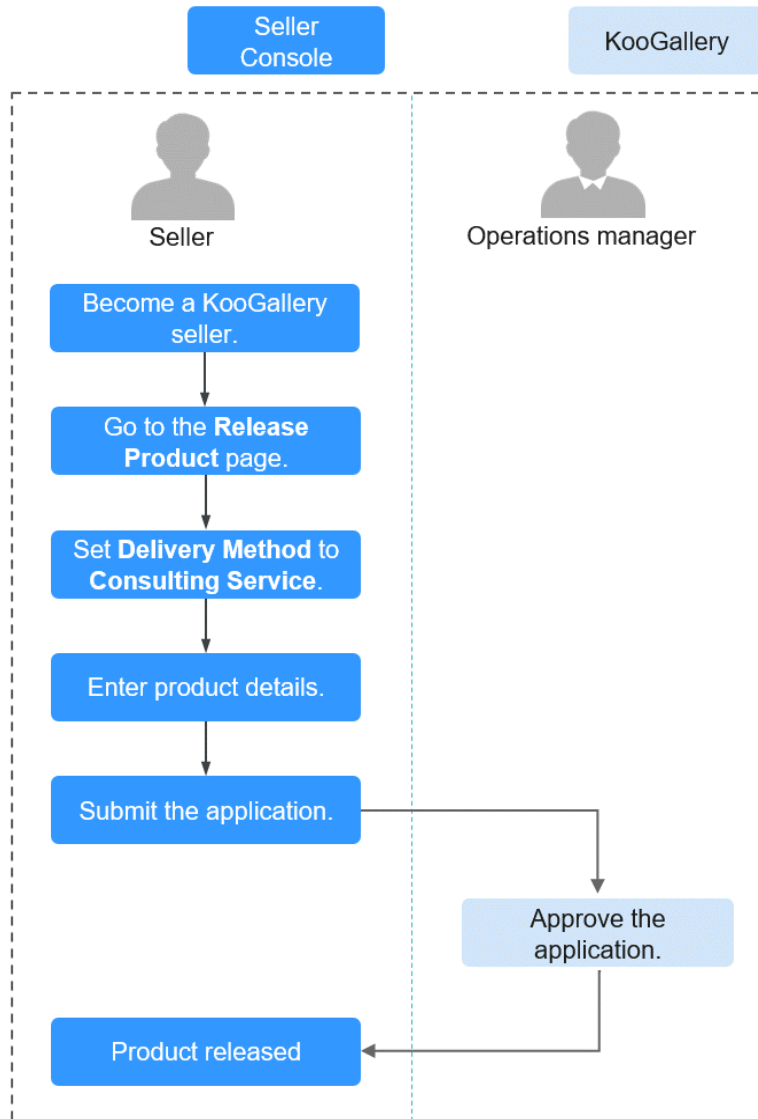 Seller
Console
KooGallery
Seller
Operations manager
Become a KooGallery
seller.
Go to the Release
Product page.
Set Delivery Method to
Consulting Service.
Enter product details.
Submit the application.
Approve the
application.
Product released